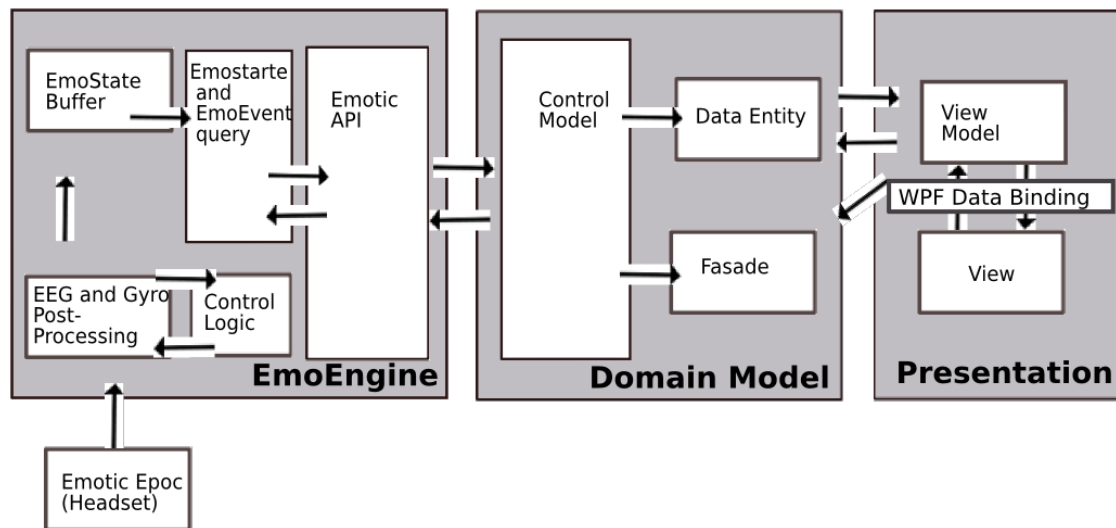 EmoState
Buffer
Emostarte
and
EmoEvent
query
Emotic
API
EEG and Gyro
Post-
Processing
Control
Logic
EmoEngine
Emotic Epoc
(Headset)
Control
Model
Data Entity
Fasade
Domain Model
View
Model
WPF Data Binding
View
Presentation